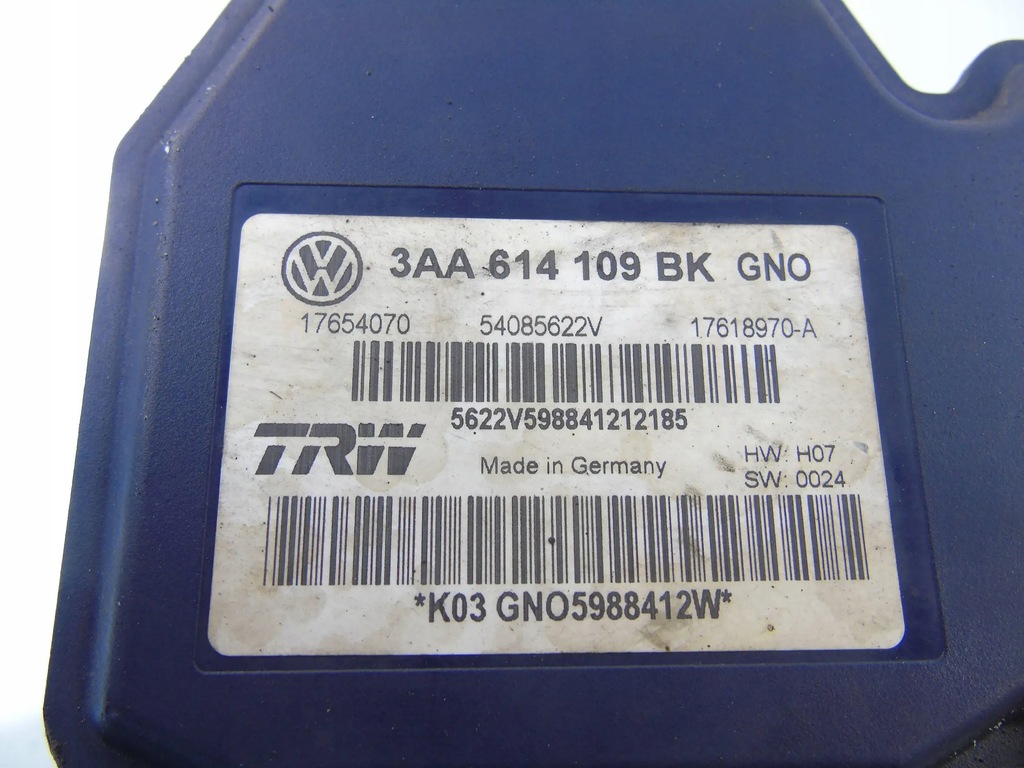 3AA 614 109 BK GNO
17654070 54085622V 17618970-A
5622V598841212185
TRW Made in Germany HW: H07
SW: 0024
*K03 GNO5988412W*